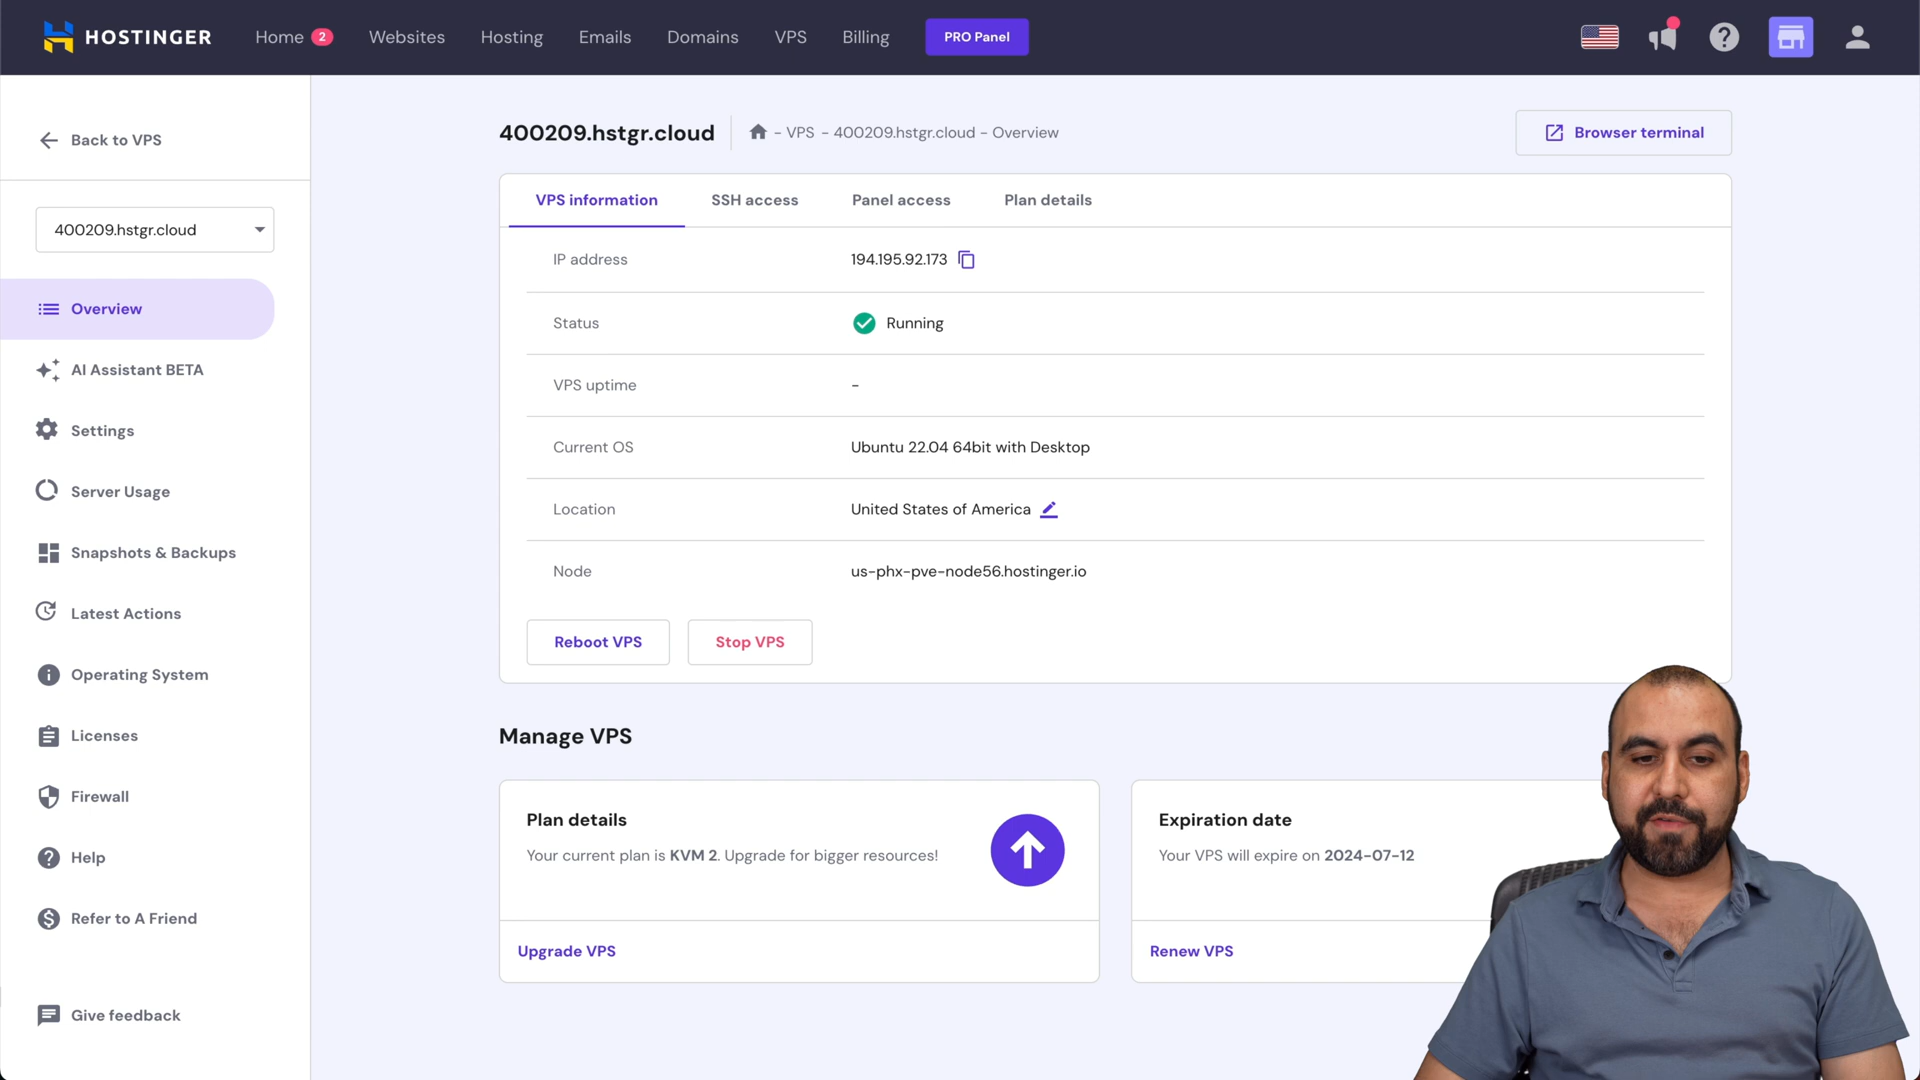 HOSTINGER
Home 2 Websites Hosting Emails Domains VPS Billing PRO Panel
Back to VPS
400209.hstgr.cloud
Overview
AI Assistant BETA
Settings
Server Usage
Snapshots & Backups
Latest Actions
Operating System
Licenses
Firewall
Help
Refer to A Friend
Give feedback
400209.hstgr.cloud
- VPS - 400209.hstgr.cloud - Overview
Browser terminal
VPS information SSH access Panel access Plan details
IP address 194.195.92.173
Status Running
VPS uptime -
Current OS Ubuntu 22.04 64bit with Desktop
Location United States of America
Node us-phx-pve-node56.hostinger.io
Reboot VPS Stop VPS
Manage VPS
Plan details
Your current plan is KVM 2. Upgrade for bigger resources!
Upgrade VPS
Expiration date
Your VPS will expire on 2024-07-12
Renew VPS